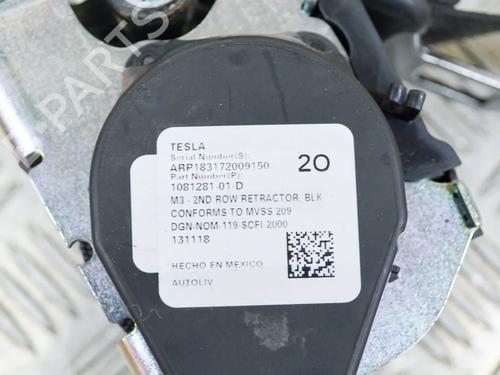 TESLA
Serial Number(S):
ARP183172009150
20
Part Number(P):
1081281-01-D
M3 - 2ND ROW RETRACTOR, BLK
CONFORMS TO MVSS 209
DGN-NOM-119-SCFI-2000
131118
HECHO EN MEXICO
AUTOLIV
B-PARTS